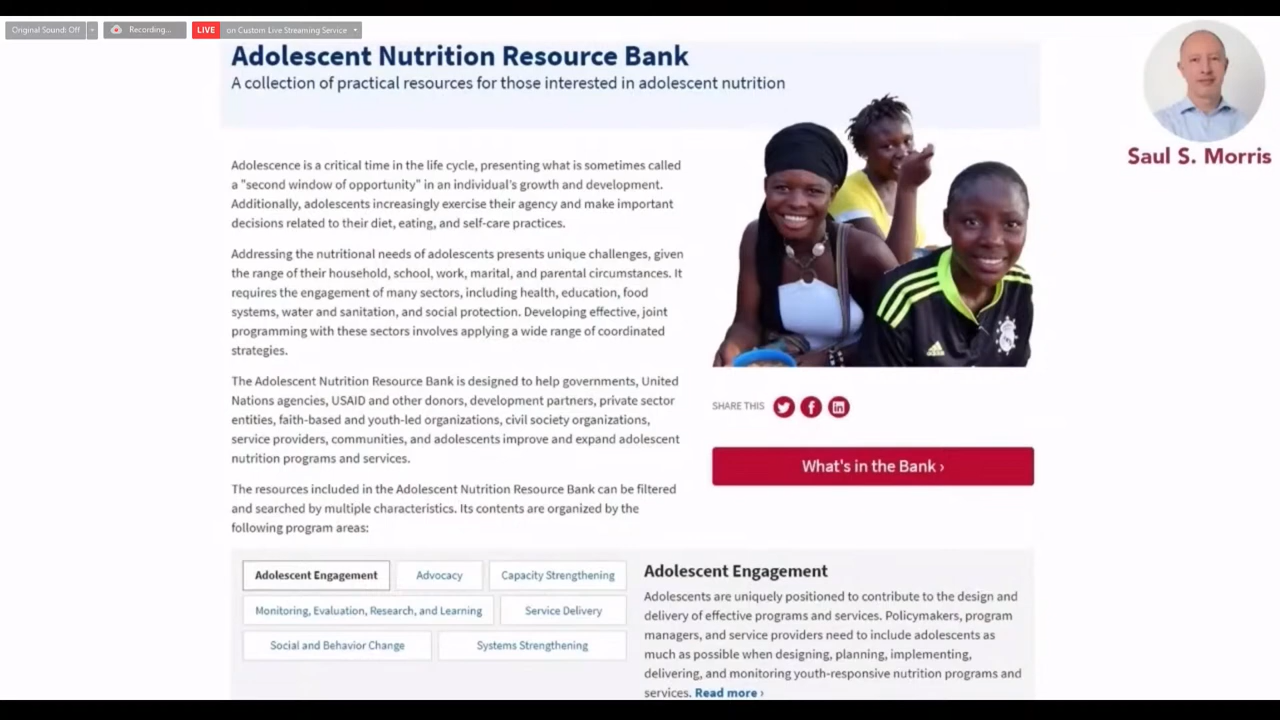 Original Sound: Off
Recording...
LIVE on Custom Live Streaming Service
Adolescent Nutrition Resource Bank
A collection of practical resources for those interested in adolescent nutrition
Saul S. Morris
Adolescence is a critical time in the life cycle, presenting what is sometimes called
a "second window of opportunity" in an individual's growth and development.
Additionally, adolescents increasingly exercise their agency and make important
decisions related to their diet, eating, and self-care practices.
Addressing the nutritional needs of adolescents presents unique challenges, given
the range of their household, school, work, marital, and parental circumstances. It
requires the engagement of many sectors, including health, education, food
systems, water and sanitation, and social protection. Developing effective, joint
programming with these sectors involves applying a wide range of coordinated
strategies.
The Adolescent Nutrition Resource Bank is designed to help governments, United
Nations agencies, USAID and other donors, development partners, private sector
entities, faith-based and youth-led organizations, civil society organizations,
service providers, communities, and adolescents improve and expand adolescent
nutrition programs and services.
The resources included in the Adolescent Nutrition Resource Bank can be filtered
and searched by multiple characteristics. Its contents are organized by the
following program areas:
adidas
SHARE THIS
What's in the Bank ›
Adolescent Engagement
Advocacy
Capacity Strengthening
Monitoring, Evaluation, Research, and Learning
Service Delivery
Social and Behavior Change
Systems Strengthening
Adolescent Engagement
Adolescents are uniquely positioned to contribute to the design and
delivery of effective programs and services. Policymakers, program
managers, and service providers need to include adolescents as
much as possible when designing, planning, implementing,
delivering, and monitoring youth-responsive nutrition programs and
services. Read more ›